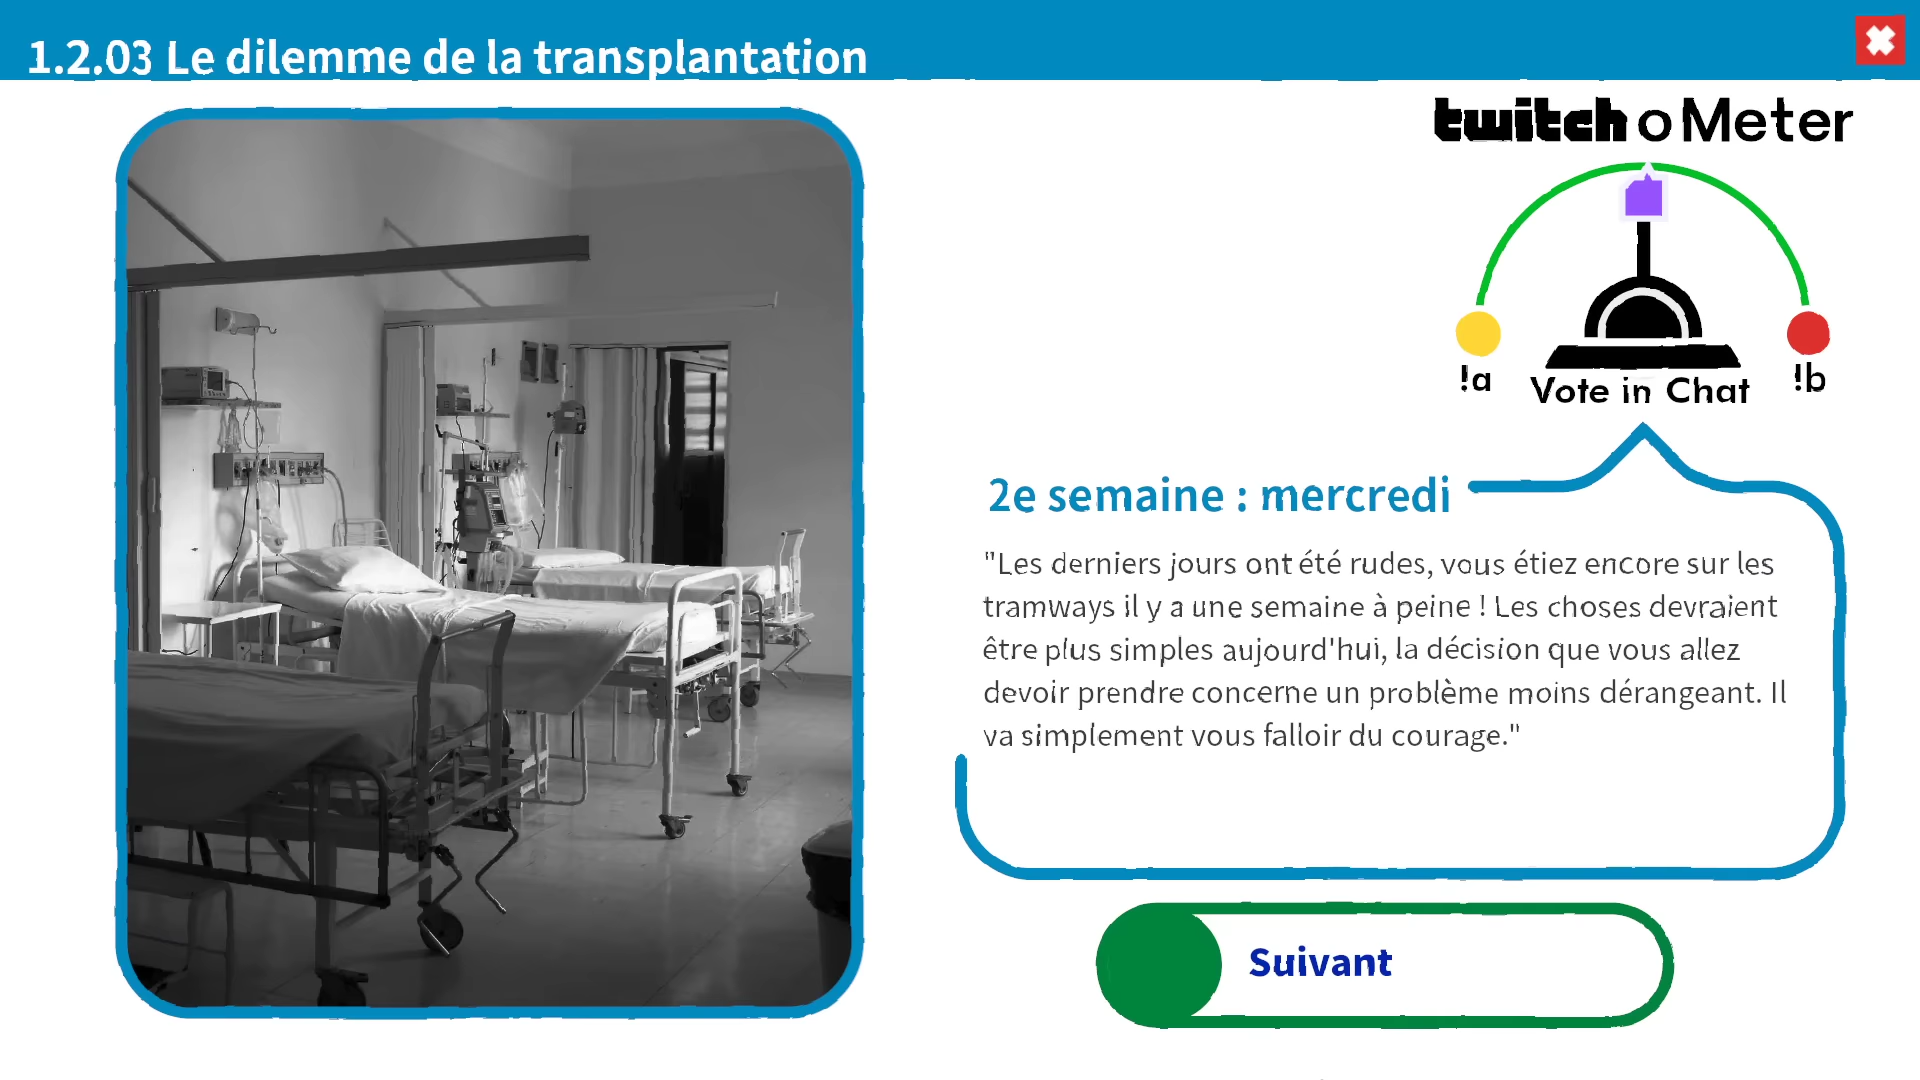 1.2.03 Le dilemme de la transplantation
twitch o Meter
!a
Vote in Chat
!b
2e semaine : mercredi
"Les derniers jours ont été rudes, vous étiez encore sur les
tramways il y a une semaine à peine ! Les choses devraient
être plus simples aujourd'hui, la décision que vous allez
devoir prendre concerne un problème moins dérangeant. Il
va simplement vous falloir du courage."
Suivant